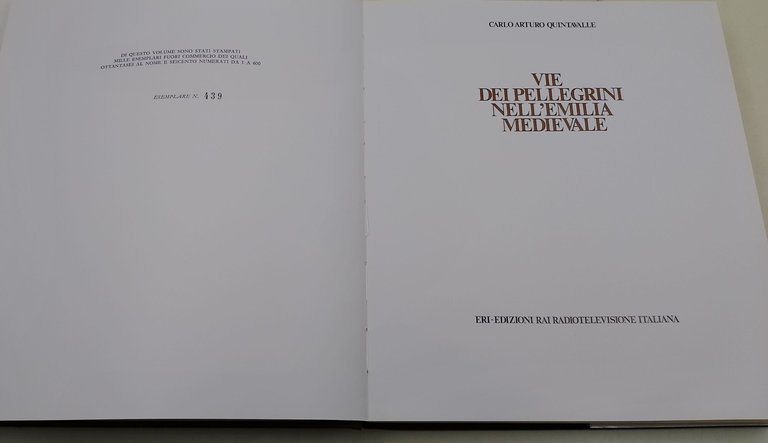 DI QUESTO VOLUME SONO STATI STAMPATI
MILLE ESEMPLARI FUORI COMMERCIO DEI QUALI
OTTANTASEI AL NOME E SEICENTO NUMERATI DA 1 A 600
ESEMPLARE N. 439
CARLO ARTURO QUINTAVALLE
VIE
DEI PELLEGRINI
NELL'EMILIA
MEDIEVALE
ERI-EDIZIONI RAI RADIOTELEVISIONE ITALIANA